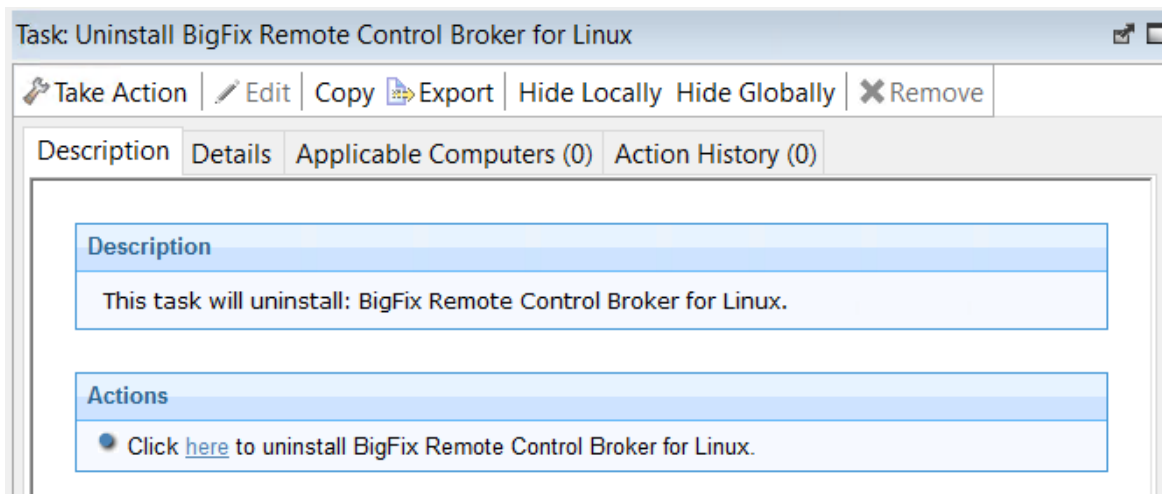 Task: Uninstall BigFix Remote Control Broker for Linux
Take Action Edit Copy Export Hide Locally Hide Globally Remove
Description Details Applicable Computers (0) Action History (0)
Description
This task will uninstall: BigFix Remote Control Broker for Linux.
Actions
Click here to uninstall BigFix Remote Control Broker for Linux.